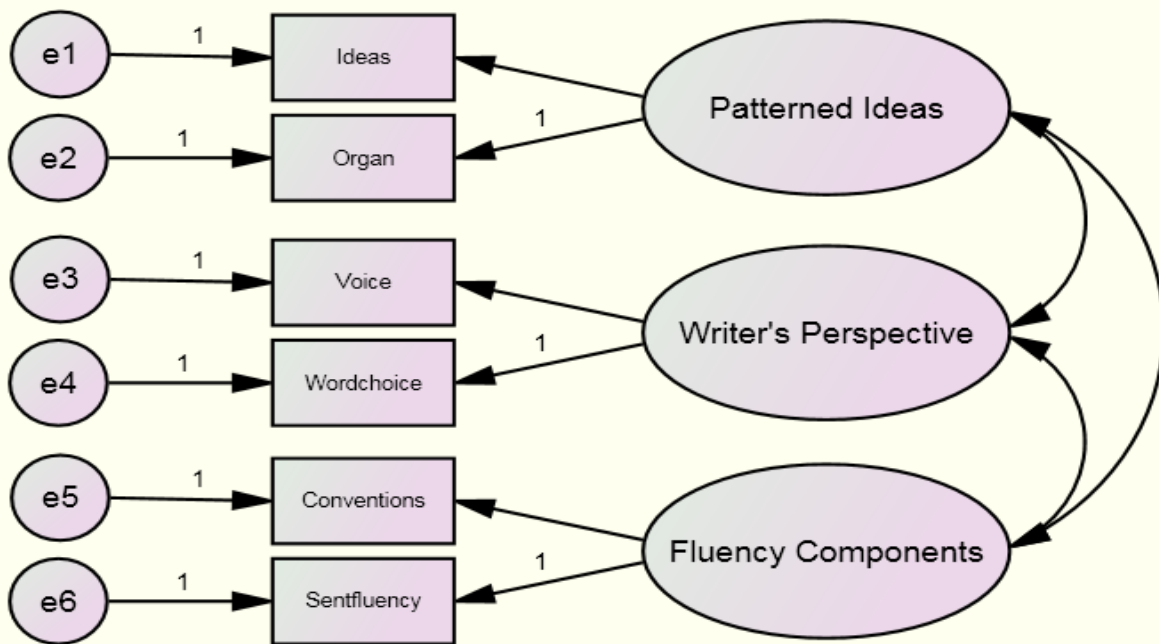 e1
1
Ideas
Patterned Ideas
e2
1
Organ
1
e3
1
Voice
Writer's Perspective
e4
1
Wordchoice
1
e5
1
Conventions
Fluency Components
e6
1
Sentfluency
1